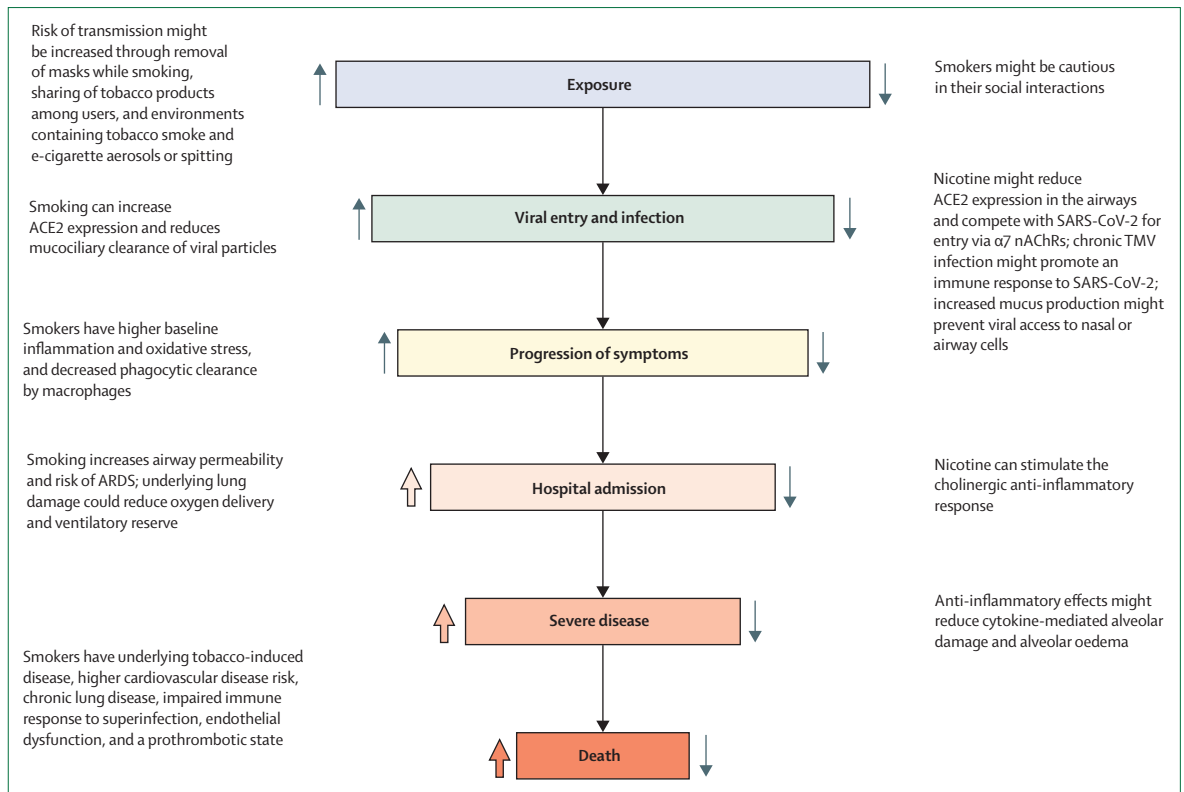 Risk of transmission might
be increased through removal
of masks while smoking,
sharing of tobacco products
among users, and environments
containing tobacco smoke and
e-cigarette aerosols or spitting
Exposure
Smokers might be cautious
in their social interactions
Smoking can increase
ACE2 expression and reduces
mucociliary clearance of viral particles
Viral entry and infection
Nicotine might reduce
ACE2 expression in the airways
and compete with SARS-CoV-2 for
entry via α7 nAChRs; chronic TMV
infection might promote an
immune response to SARS-CoV-2;
increased mucus production might
prevent viral access to nasal or
airway cells
Smokers have higher baseline
inflammation and oxidative stress,
and decreased phagocytic clearance
by macrophages
Progression of symptoms
Smoking increases airway permeability
and risk of ARDS; underlying lung
damage could reduce oxygen delivery
and ventilatory reserve
Hospital admission
Nicotine can stimulate the
cholinergic anti-inflammatory
response
Severe disease
Anti-inflammatory effects might
reduce cytokine-mediated alveolar
damage and alveolar oedema
Smokers have underlying tobacco-induced
disease, higher cardiovascular disease risk,
chronic lung disease, impaired immune
response to superinfection, endothelial
dysfunction, and a prothrombotic state
Death